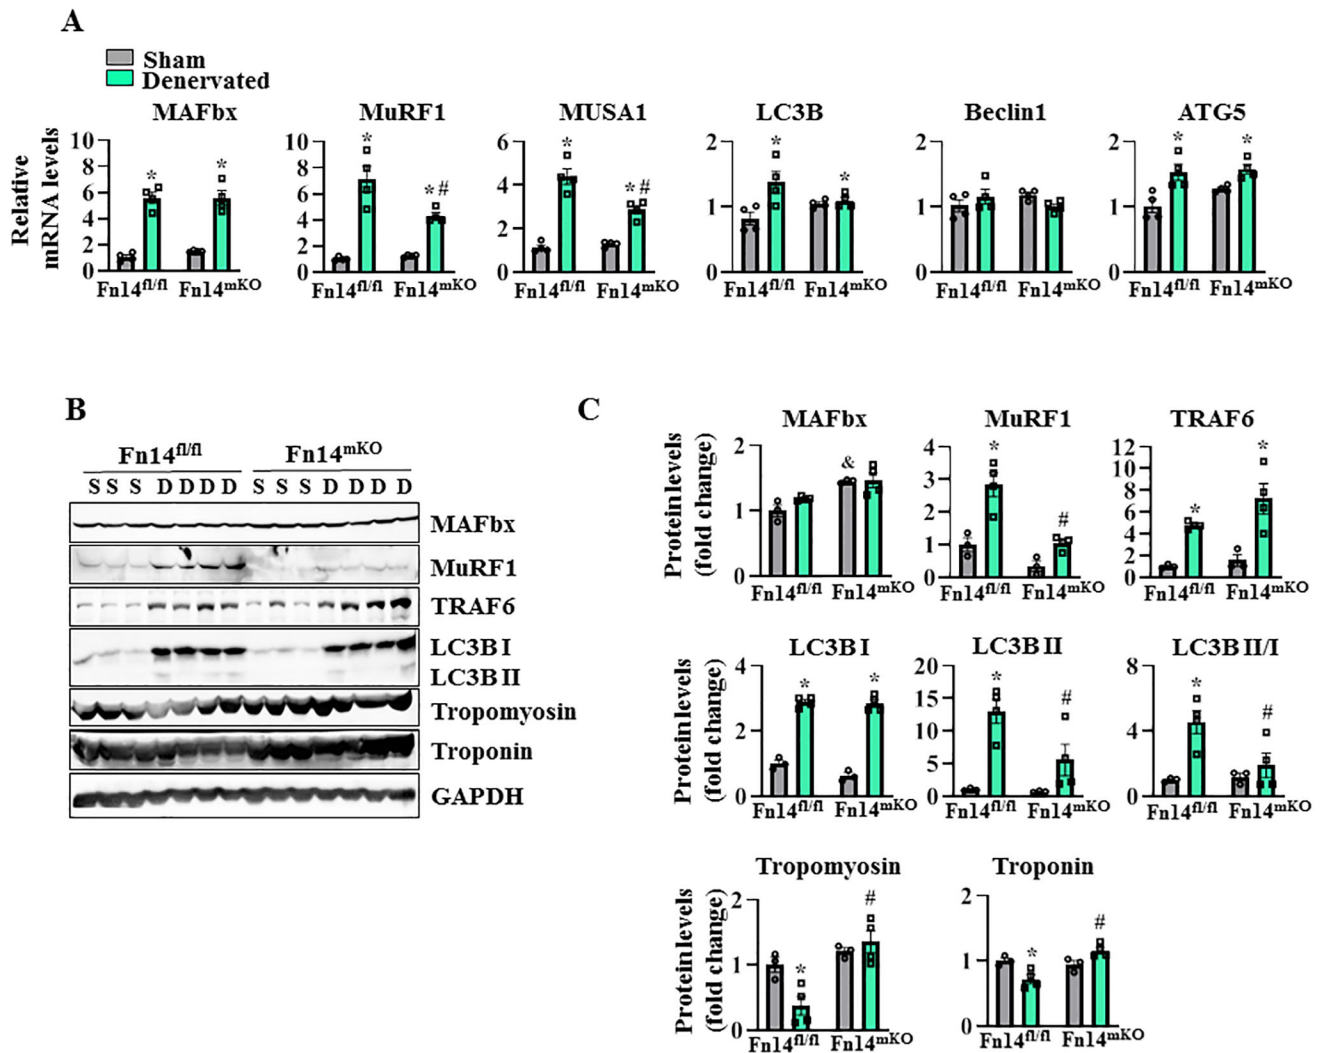 A
Sham
Denervated
MAFbx MuRF1 MUSA1 LC3B Beclin1 ATG5
Relative
mRNA levels
10 8 6 4 2 0
10 8 6 4 2 0
6 4 2 0
2 1 0
2 1 0
2 1 0
* *
* * #
* * #
* *
* *
Fn14fl/fl Fn14mKO Fn14fl/fl Fn14mKO Fn14fl/fl Fn14mKO Fn14fl/fl Fn14mKO Fn14fl/fl Fn14mKO Fn14fl/fl Fn14mKO
B
Fn14fl/fl Fn14mKO
S S S D D D D S S S D D D D
MAFbx
MuRF1
TRAF6
LC3B I
LC3B II
Tropomyosin
Troponin
GAPDH
C
MAFbx MuRF1 TRAF6
Protein levels
(fold change)
2 1 0
4 3 2 1 0
12 10 8 6 4 2 0
&
* #
* *
Fn14fl/fl Fn14mKO Fn14fl/fl Fn14mKO Fn14fl/fl Fn14mKO
LC3B I LC3B II LC3B II/I
Protein levels
(fold change)
4 2 0
20 15 10 5 0
8 4 0
* *
* #
* #
Fn14fl/fl Fn14mKO Fn14fl/fl Fn14mKO Fn14fl/fl Fn14mKO
Tropomyosin Troponin
Protein levels
(fold change)
2 1 0
2 1 0
* #
* #
Fn14fl/fl Fn14mKO Fn14fl/fl Fn14mKO